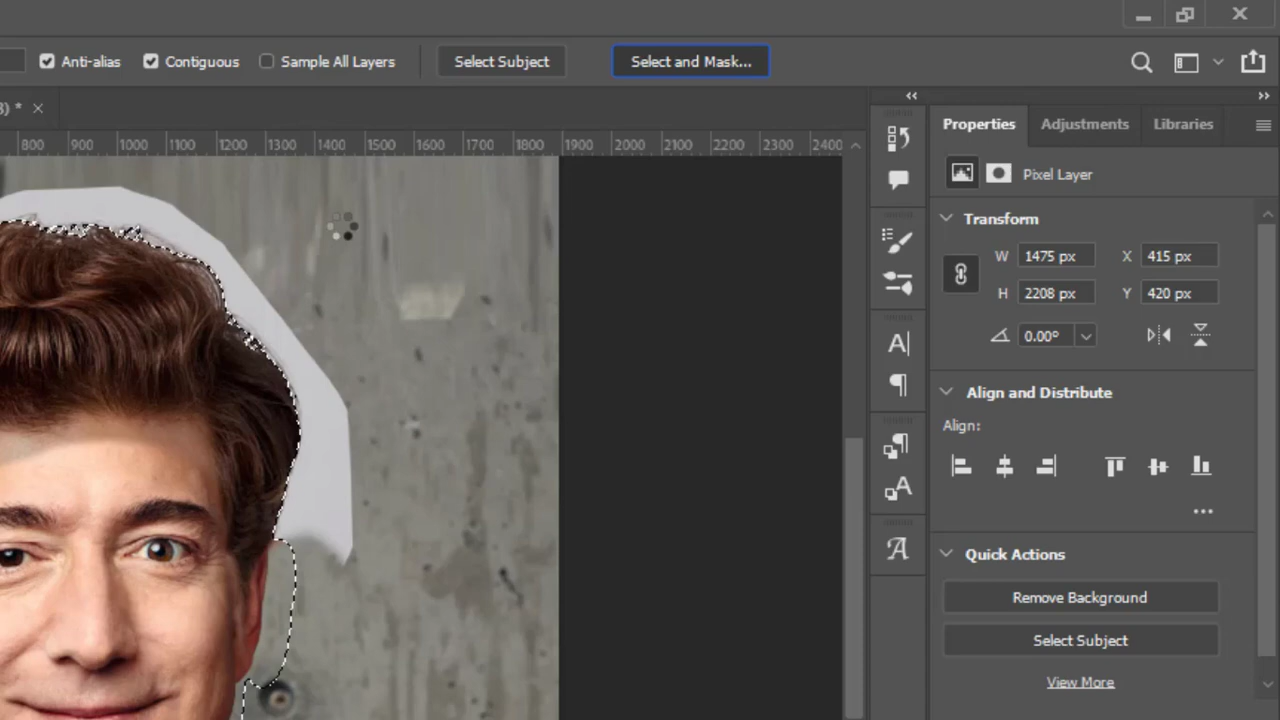 Anti-alias Contiguous Sample All Layers Select Subject Select and Mask...
3) *
800 900 1000 1100 1200 1300 1400 1500 1600 1700 1800 1900 2000 2100 2200 2300 2400
Properties Adjustments Libraries
Pixel Layer
Transform
W 1475 px X 415 px
H 2208 px Y 420 px
0.00°
Align and Distribute
Align:
Quick Actions
Remove Background
Select Subject
View More